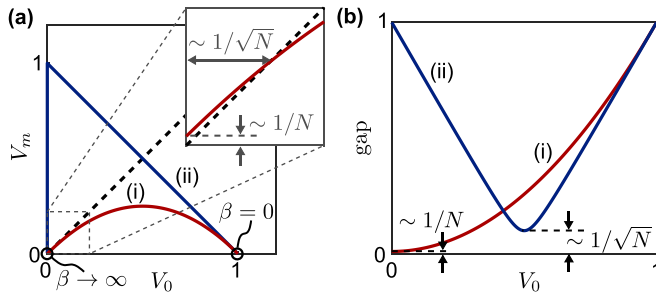 (a)
∼ 1/√N
∼ 1/N
1
V_m
(ii)
(i)
β = 0
0
β → ∞
0
V_0
1
(b)
1
(ii)
gap
(i)
∼ 1/N
∼ 1/√N
0
0
V_0
1